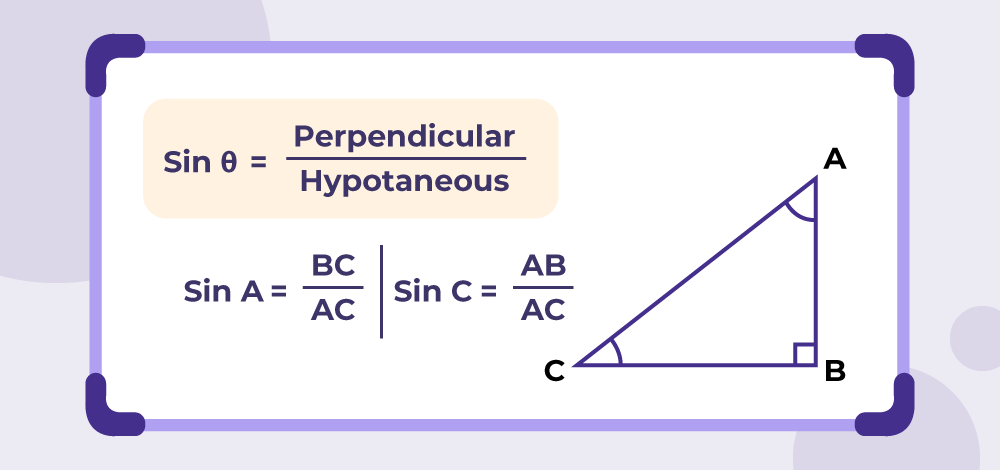 Sin θ = Perpendicular
Hypotaneous
Sin A = BC
AC
Sin C = AB
AC
A
C
B